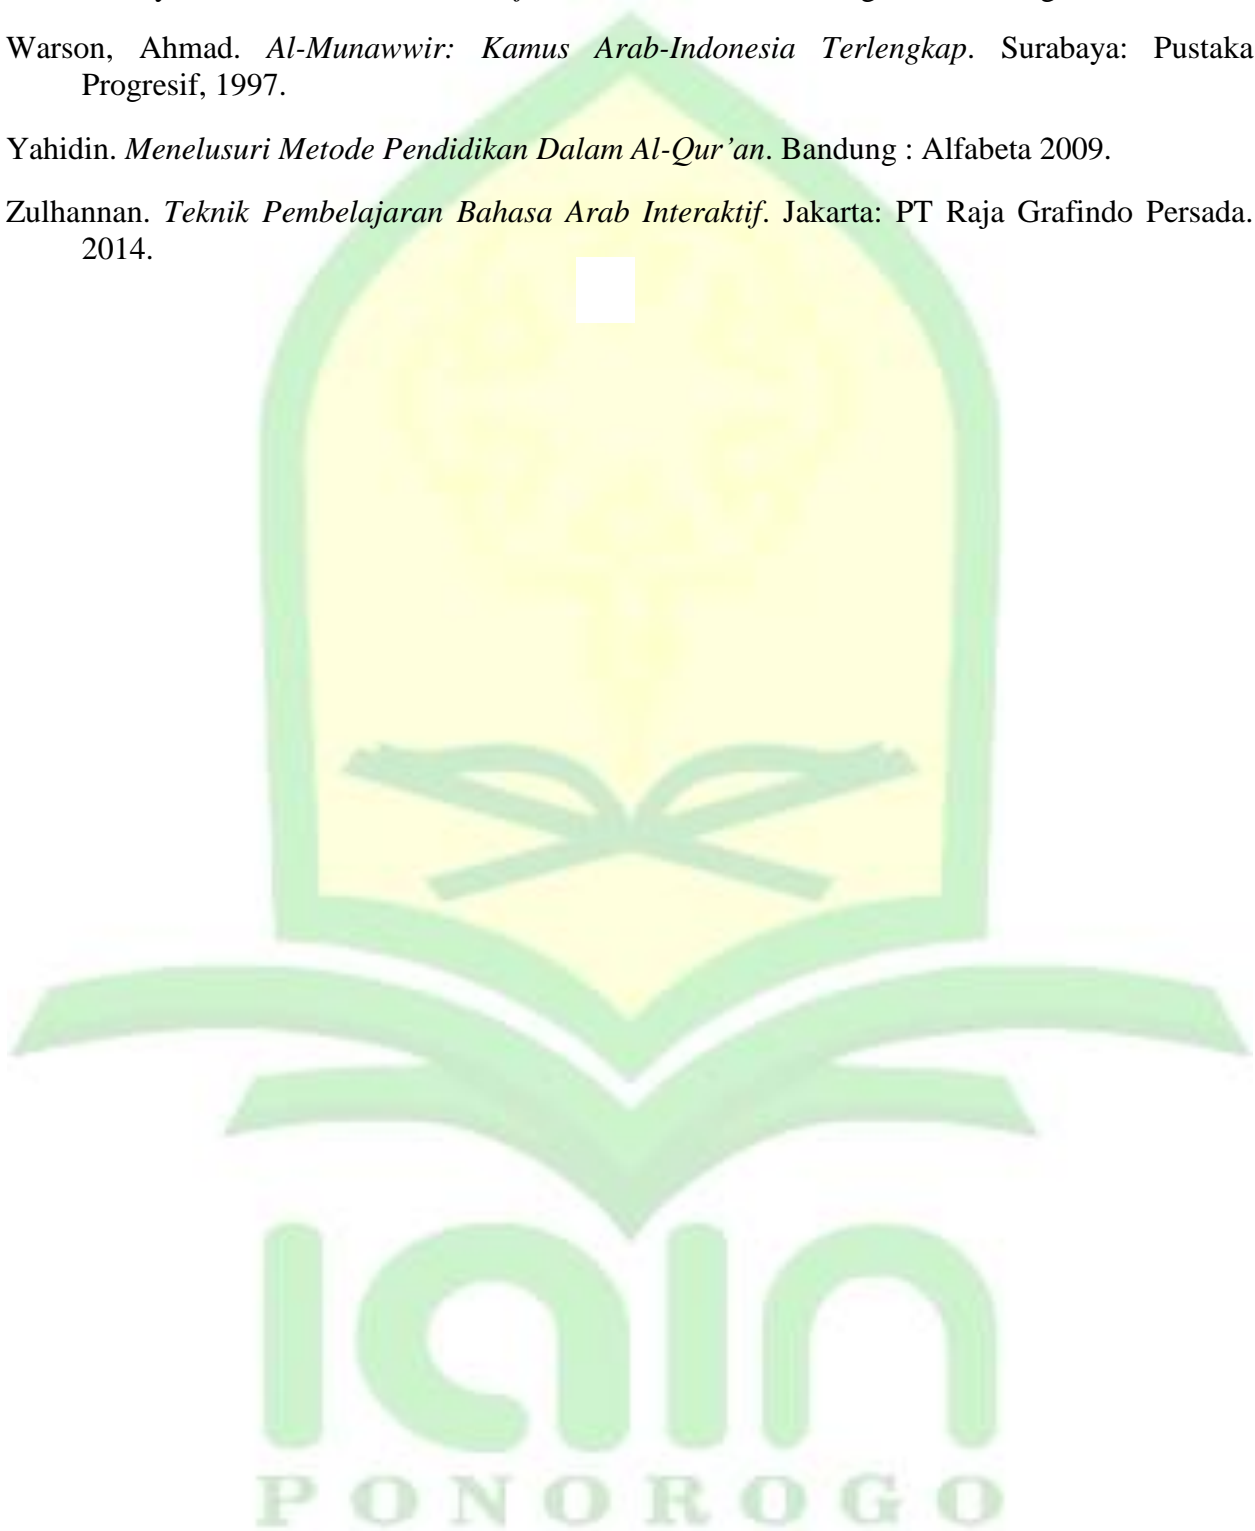 Warson, Ahmad. Al-Munawwir: Kamus Arab-Indonesia Terlengkap. Surabaya: Pustaka
Progresif, 1997.
Yahidin. Menelusuri Metode Pendidikan Dalam Al-Qur’an. Bandung : Alfabeta 2009.
Zulhannan. Teknik Pembelajaran Bahasa Arab Interaktif. Jakarta: PT Raja Grafindo Persada.
2014.
iain
PONOROGO